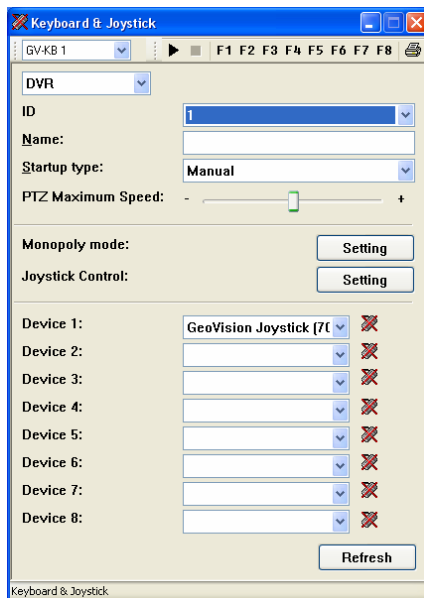 Keyboard & Joystick
GV-KB 1 F1 F2 F3 F4 F5 F6 F7 F8
DVR
ID 1
Name:
Startup type: Manual
PTZ Maximum Speed: - +
Monopoly mode: Setting
Joystick Control: Setting
Device 1: GeoVision Joystick (70
Device 2:
Device 3:
Device 4:
Device 5:
Device 6:
Device 7:
Device 8:
Refresh
Keyboard & Joystick